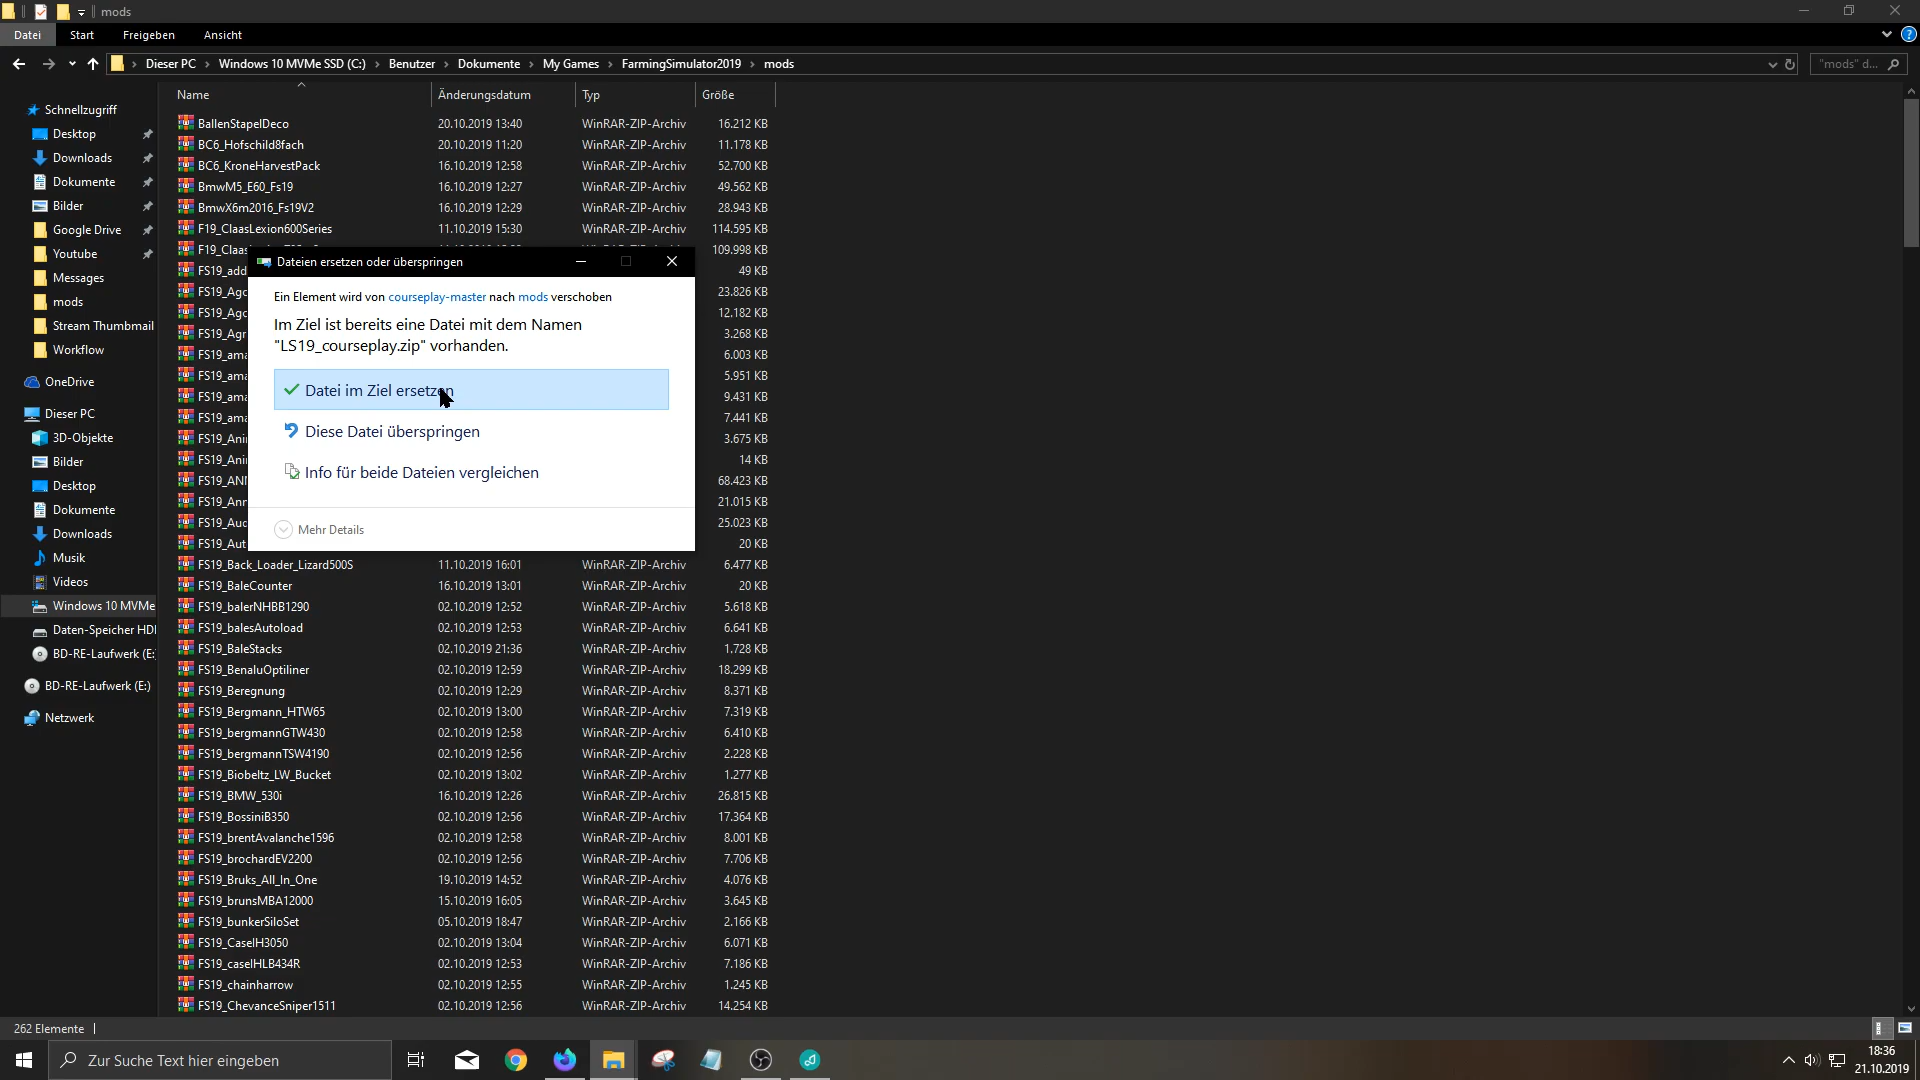 mods
Datei Start Freigeben Ansicht
Dieser PC Windows 10 MVMe SSD (C:) Benutzer Dokumente My Games FarmingSimulator2019 mods "mods" d...
Name Änderungsdatum Typ Größe
Schnellzugriff
Desktop
Downloads
Dokumente
Bilder
Google Drive
Youtube
Messages
mods
Stream Thumbmail
Workflow
OneDrive
Dieser PC
3D-Objekte
Bilder
Desktop
Dokumente
Downloads
Musik
Videos
Windows 10 MVMe
Daten-Speicher HDI
BD-RE-Laufwerk (E:
BD-RE-Laufwerk (E:)
Netzwerk
BallenStapelDeco 20.10.2019 13:40 WinRAR-ZIP-Archiv 16.212 KB
BC6_Hofschild8fach 20.10.2019 11:20 WinRAR-ZIP-Archiv 11.178 KB
BC6_KroneHarvestPack 16.10.2019 12:58 WinRAR-ZIP-Archiv 52.700 KB
BmwM5_E60_Fs19 16.10.2019 12:27 WinRAR-ZIP-Archiv 49.562 KB
BmwX6m2016_Fs19V2 16.10.2019 12:29 WinRAR-ZIP-Archiv 28.943 KB
F19_ClaasLexion600Series 11.10.2019 15:30 WinRAR-ZIP-Archiv 114.595 KB
F19_Claas 109.998 KB
FS19_add 49 KB
FS19_Agc 23.826 KB
FS19_Agc 12.182 KB
FS19_Agr 3.268 KB
FS19_ama 6.003 KB
FS19_ama 5.951 KB
FS19_ama 9.431 KB
FS19_ama 7.441 KB
FS19_Ani 3.675 KB
FS19_Ani 14 KB
FS19_ANI 68.423 KB
FS19_Anr 21.015 KB
FS19_Auc 25.023 KB
FS19_Aut 20 KB
Dateien ersetzen oder überspringen
Ein Element wird von courseplay-master nach mods verschoben
Im Ziel ist bereits eine Datei mit dem Namen
"LS19_courseplay.zip" vorhanden.
Datei im Ziel ersetzen
Diese Datei überspringen
Info für beide Dateien vergleichen
Mehr Details
FS19_Back_Loader_Lizard500S 11.10.2019 16:01 WinRAR-ZIP-Archiv 6.477 KB
FS19_BaleCounter 16.10.2019 13:01 WinRAR-ZIP-Archiv 20 KB
FS19_balerNHBB1290 02.10.2019 12:52 WinRAR-ZIP-Archiv 5.618 KB
FS19_balesAutoload 02.10.2019 12:53 WinRAR-ZIP-Archiv 6.641 KB
FS19_BaleStacks 02.10.2019 21:36 WinRAR-ZIP-Archiv 1.728 KB
FS19_BenaluOptiliner 02.10.2019 12:59 WinRAR-ZIP-Archiv 18.299 KB
FS19_Beregnung 02.10.2019 12:29 WinRAR-ZIP-Archiv 8.371 KB
FS19_Bergmann_HTW65 02.10.2019 13:00 WinRAR-ZIP-Archiv 7.319 KB
FS19_bergmannGTW430 02.10.2019 12:58 WinRAR-ZIP-Archiv 6.410 KB
FS19_bergmannTSW4190 02.10.2019 12:56 WinRAR-ZIP-Archiv 2.228 KB
FS19_Biobeltz_LW_Bucket 02.10.2019 13:02 WinRAR-ZIP-Archiv 1.277 KB
FS19_BMW_530i 16.10.2019 12:26 WinRAR-ZIP-Archiv 26.815 KB
FS19_BossiniB350 02.10.2019 12:56 WinRAR-ZIP-Archiv 17.364 KB
FS19_brentAvalanche1596 02.10.2019 12:58 WinRAR-ZIP-Archiv 8.001 KB
FS19_brochardEV2200 02.10.2019 12:56 WinRAR-ZIP-Archiv 7.706 KB
FS19_Bruks_All_In_One 19.10.2019 14:52 WinRAR-ZIP-Archiv 4.076 KB
FS19_brunsMBA12000 15.10.2019 16:05 WinRAR-ZIP-Archiv 3.645 KB
FS19_bunkerSiloSet 05.10.2019 18:47 WinRAR-ZIP-Archiv 2.166 KB
FS19_CaseIH3050 02.10.2019 13:04 WinRAR-ZIP-Archiv 6.071 KB
FS19_caseIHLB434R 02.10.2019 12:53 WinRAR-ZIP-Archiv 7.186 KB
FS19_chainharrow 02.10.2019 12:55 WinRAR-ZIP-Archiv 1.245 KB
FS19_ChevanceSniper1511 02.10.2019 12:56 WinRAR-ZIP-Archiv 14.254 KB
262 Elemente
Zur Suche Text hier eingeben
18:36
21.10.2019